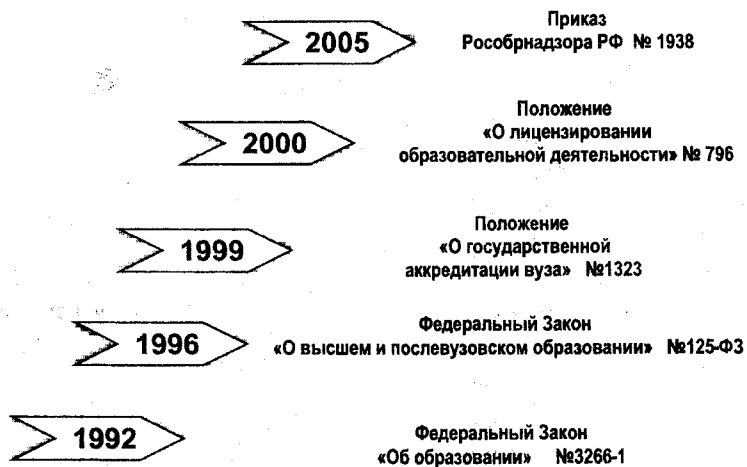 2005
Приказ
Рособрнадзора РФ № 1938
2000
Положение
«О лицензировании
образовательной деятельности» № 796
1999
Положение
«О государственной
аккредитации вуза» №1323
1996
Федеральный Закон
«О высшем и послевузовском образовании» №125-ФЗ
1992
Федеральный Закон
«Об образовании» №3266-1